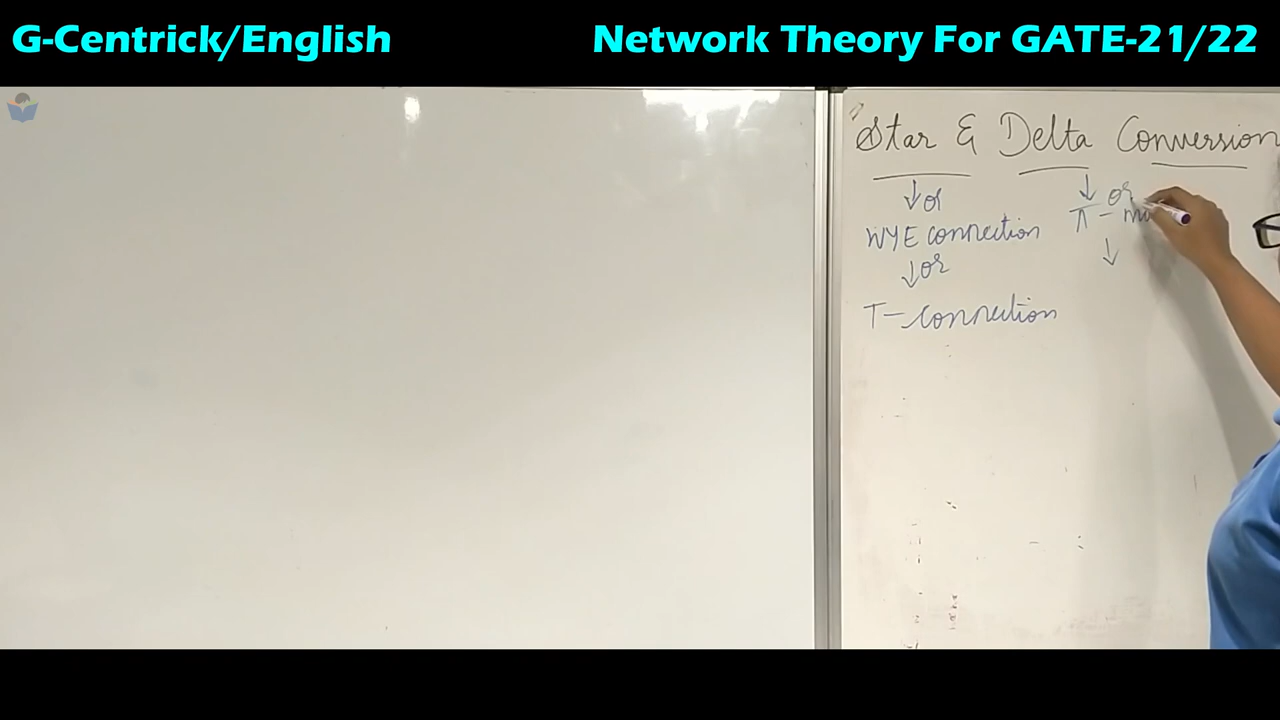 G-Centrick/English
Network Theory For GATE-21/22
Star & Delta Conversion
or
WYE connection
or
T-connection
or
π -